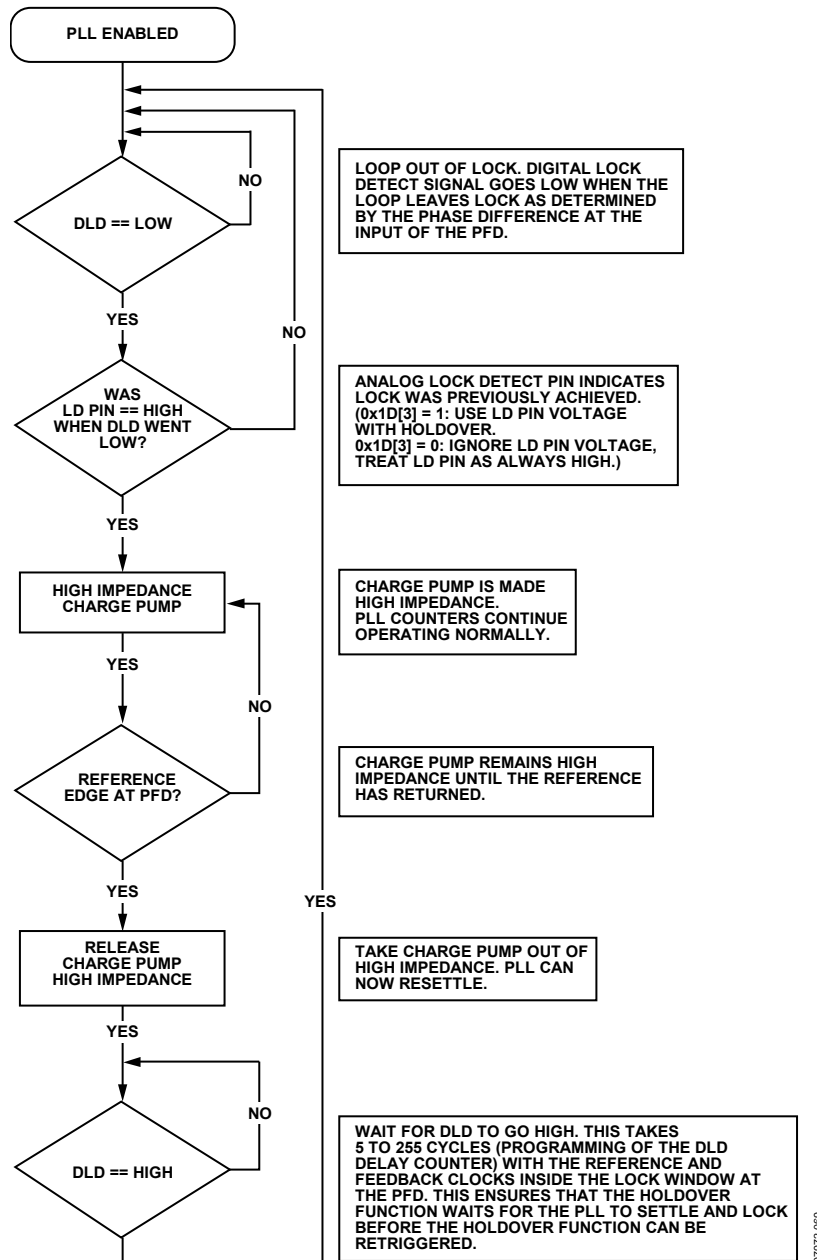 PLL ENABLED
NO
DLD == LOW
LOOP OUT OF LOCK. DIGITAL LOCK
DETECT SIGNAL GOES LOW WHEN THE
LOOP LEAVES LOCK AS DETERMINED
BY THE PHASE DIFFERENCE AT THE
INPUT OF THE PFD.
YES
NO
WAS
LD PIN == HIGH
WHEN DLD WENT
LOW?
ANALOG LOCK DETECT PIN INDICATES
LOCK WAS PREVIOUSLY ACHIEVED.
(0x1D[3] = 1: USE LD PIN VOLTAGE
WITH HOLDOVER.
0x1D[3] = 0: IGNORE LD PIN VOLTAGE,
TREAT LD PIN AS ALWAYS HIGH.)
YES
HIGH IMPEDANCE
CHARGE PUMP
CHARGE PUMP IS MADE
HIGH IMPEDANCE.
PLL COUNTERS CONTINUE
OPERATING NORMALLY.
YES
NO
REFERENCE
EDGE AT PFD?
CHARGE PUMP REMAINS HIGH
IMPEDANCE UNTIL THE REFERENCE
HAS RETURNED.
YES
YES
RELEASE
CHARGE PUMP
HIGH IMPEDANCE
TAKE CHARGE PUMP OUT OF
HIGH IMPEDANCE. PLL CAN
NOW RESETTLE.
YES
NO
DLD == HIGH
WAIT FOR DLD TO GO HIGH. THIS TAKES
5 TO 255 CYCLES (PROGRAMMING OF THE DLD
DELAY COUNTER) WITH THE REFERENCE AND
FEEDBACK CLOCKS INSIDE THE LOCK WINDOW AT
THE PFD. THIS ENSURES THAT THE HOLDOVER
FUNCTION WAITS FOR THE PLL TO SETTLE AND LOCK
BEFORE THE HOLDOVER FUNCTION CAN BE
RETRIGGERED.